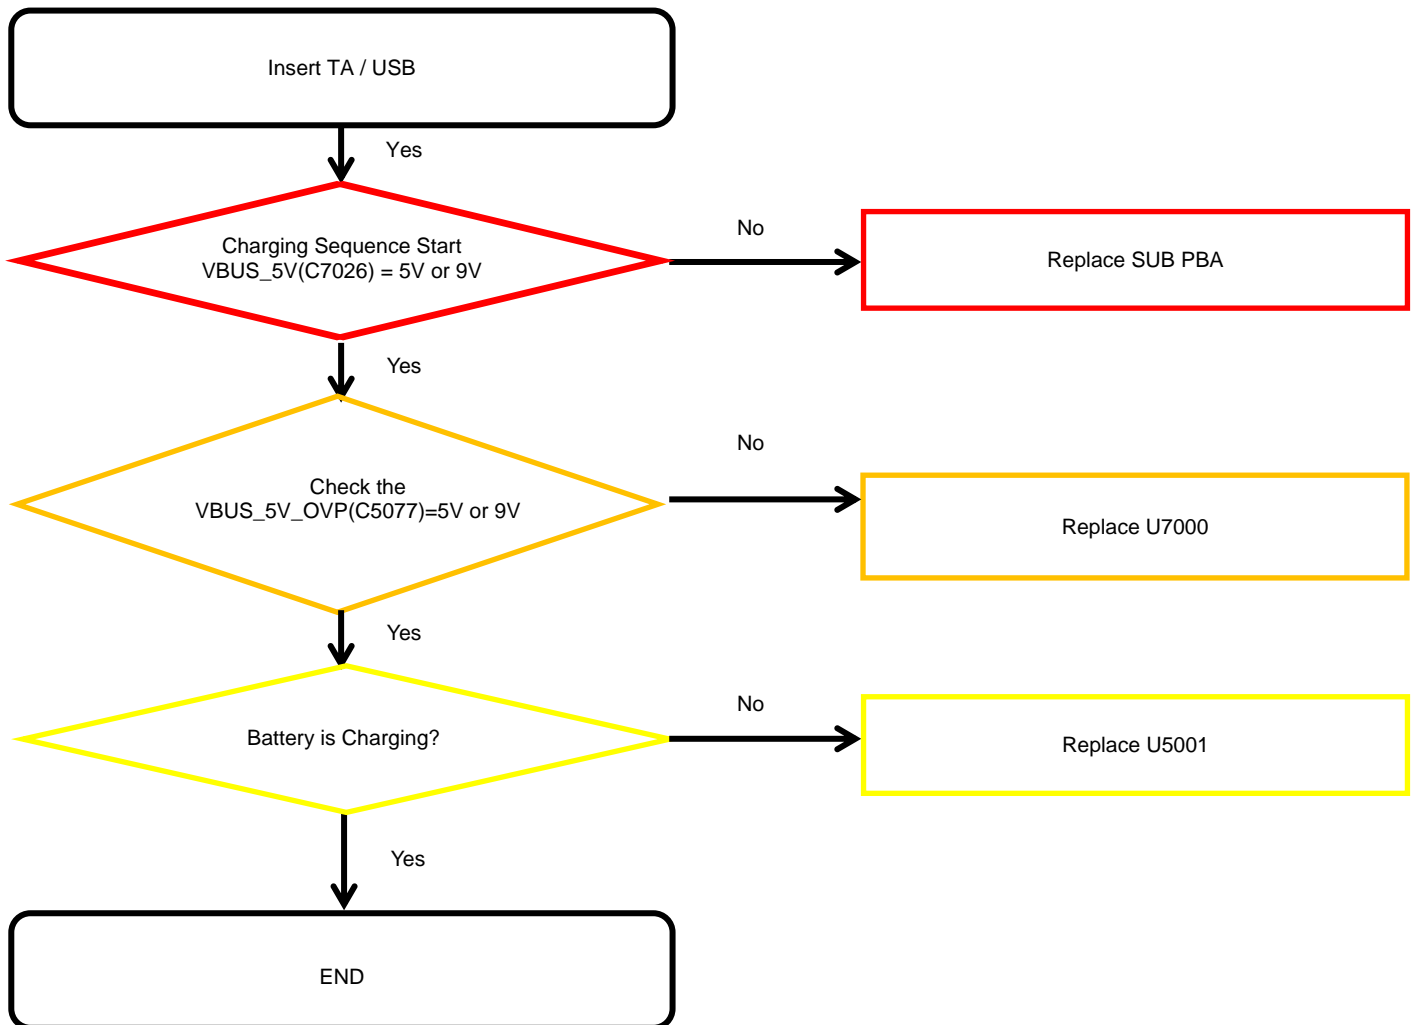 Insert TA / USB
Yes
Charging Sequence Start
VBUS_5V(C7026) = 5V or 9V
No
Replace SUB PBA
Yes
Check the
VBUS_5V_OVP(C5077)=5V or 9V
No
Replace U7000
Yes
Battery is Charging?
No
Replace U5001
Yes
END